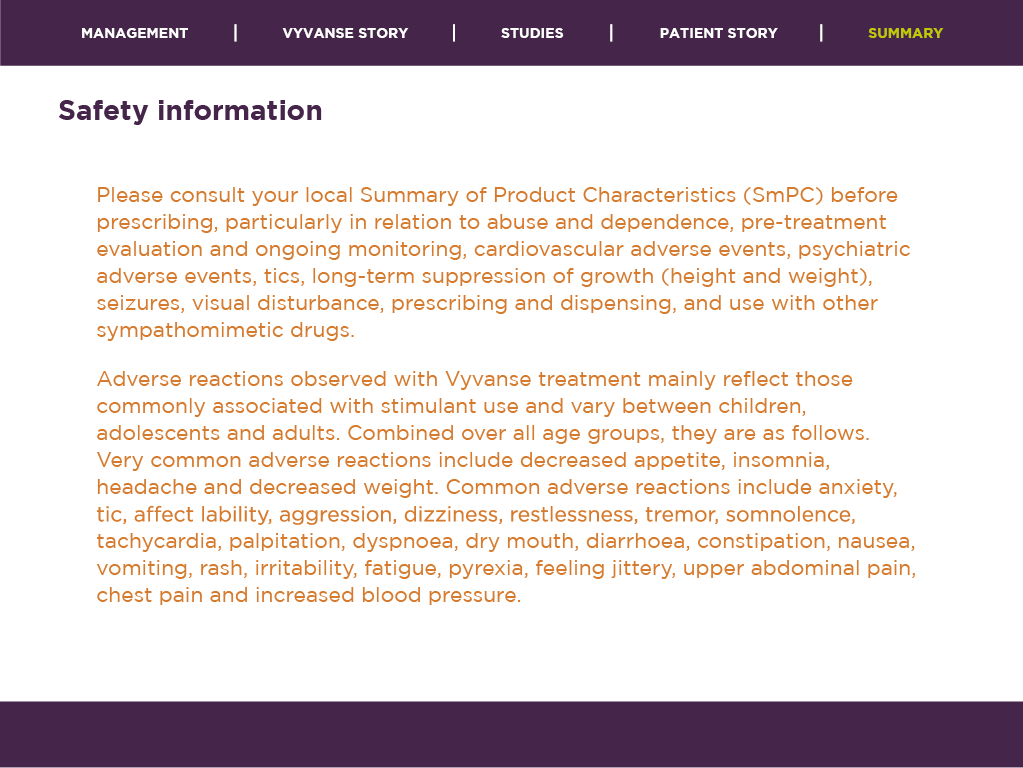 MANAGEMENT | VYVANSE STORY | STUDIES | PATIENT STORY | SUMMARY
Safety information
Please consult your local Summary of Product Characteristics (SmPC) before
prescribing, particularly in relation to abuse and dependence, pre-treatment
evaluation and ongoing monitoring, cardiovascular adverse events, psychiatric
adverse events, tics, long-term suppression of growth (height and weight),
seizures, visual disturbance, prescribing and dispensing, and use with other
sympathomimetic drugs.
Adverse reactions observed with Vyvanse treatment mainly reflect those
commonly associated with stimulant use and vary between children,
adolescents and adults. Combined over all age groups, they are as follows.
Very common adverse reactions include decreased appetite, insomnia,
headache and decreased weight. Common adverse reactions include anxiety,
tic, affect lability, aggression, dizziness, restlessness, tremor, somnolence,
tachycardia, palpitation, dyspnoea, dry mouth, diarrhoea, constipation, nausea,
vomiting, rash, irritability, fatigue, pyrexia, feeling jittery, upper abdominal pain,
chest pain and increased blood pressure.